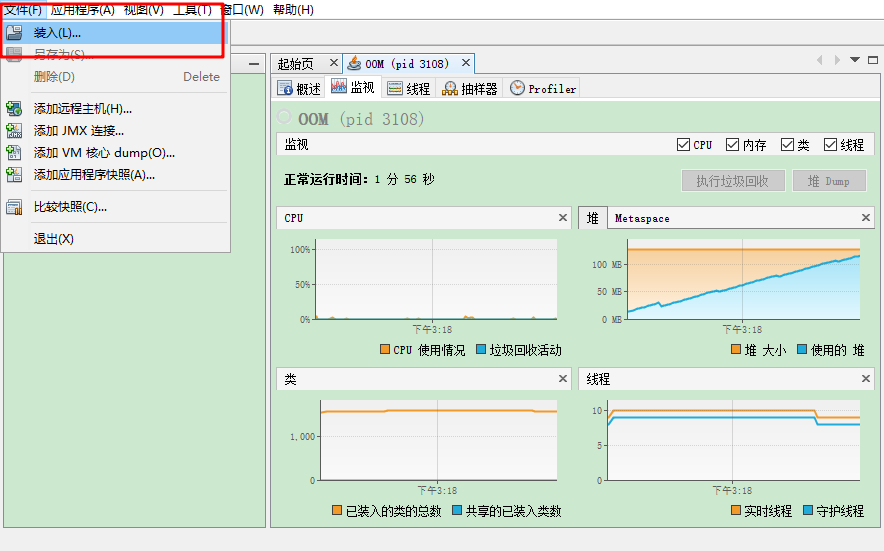 文件(F) 应用程序(A) 视图(V) 工具(T) 窗口(W) 帮助(H)
装入(L)...
另存为(S)...
删除(D) Delete
添加远程主机(H)...
添加 JMX 连接...
添加 VM 核心 dump(O)...
添加应用程序快照(A)...
比较快照(C)...
退出(X)
起始页 OOM (pid 3108)
概述 监视 线程 抽样器 Profiler
OOM (pid 3108)
监视 CPU 内存 类 线程
正常运行时间: 1 分 56 秒 执行垃圾回收 堆 Dump
CPU
100%
50%
0%
下午3:18
CPU 使用情况 垃圾回收活动
堆 Metaspace
100 MB
50 MB
0 MB
下午3:18
堆 大小 使用的 堆
类
1,000
0
下午3:18
已装入的类的总数 共享的已装入类数
线程
10
5
0
下午3:18
实时线程 守护线程